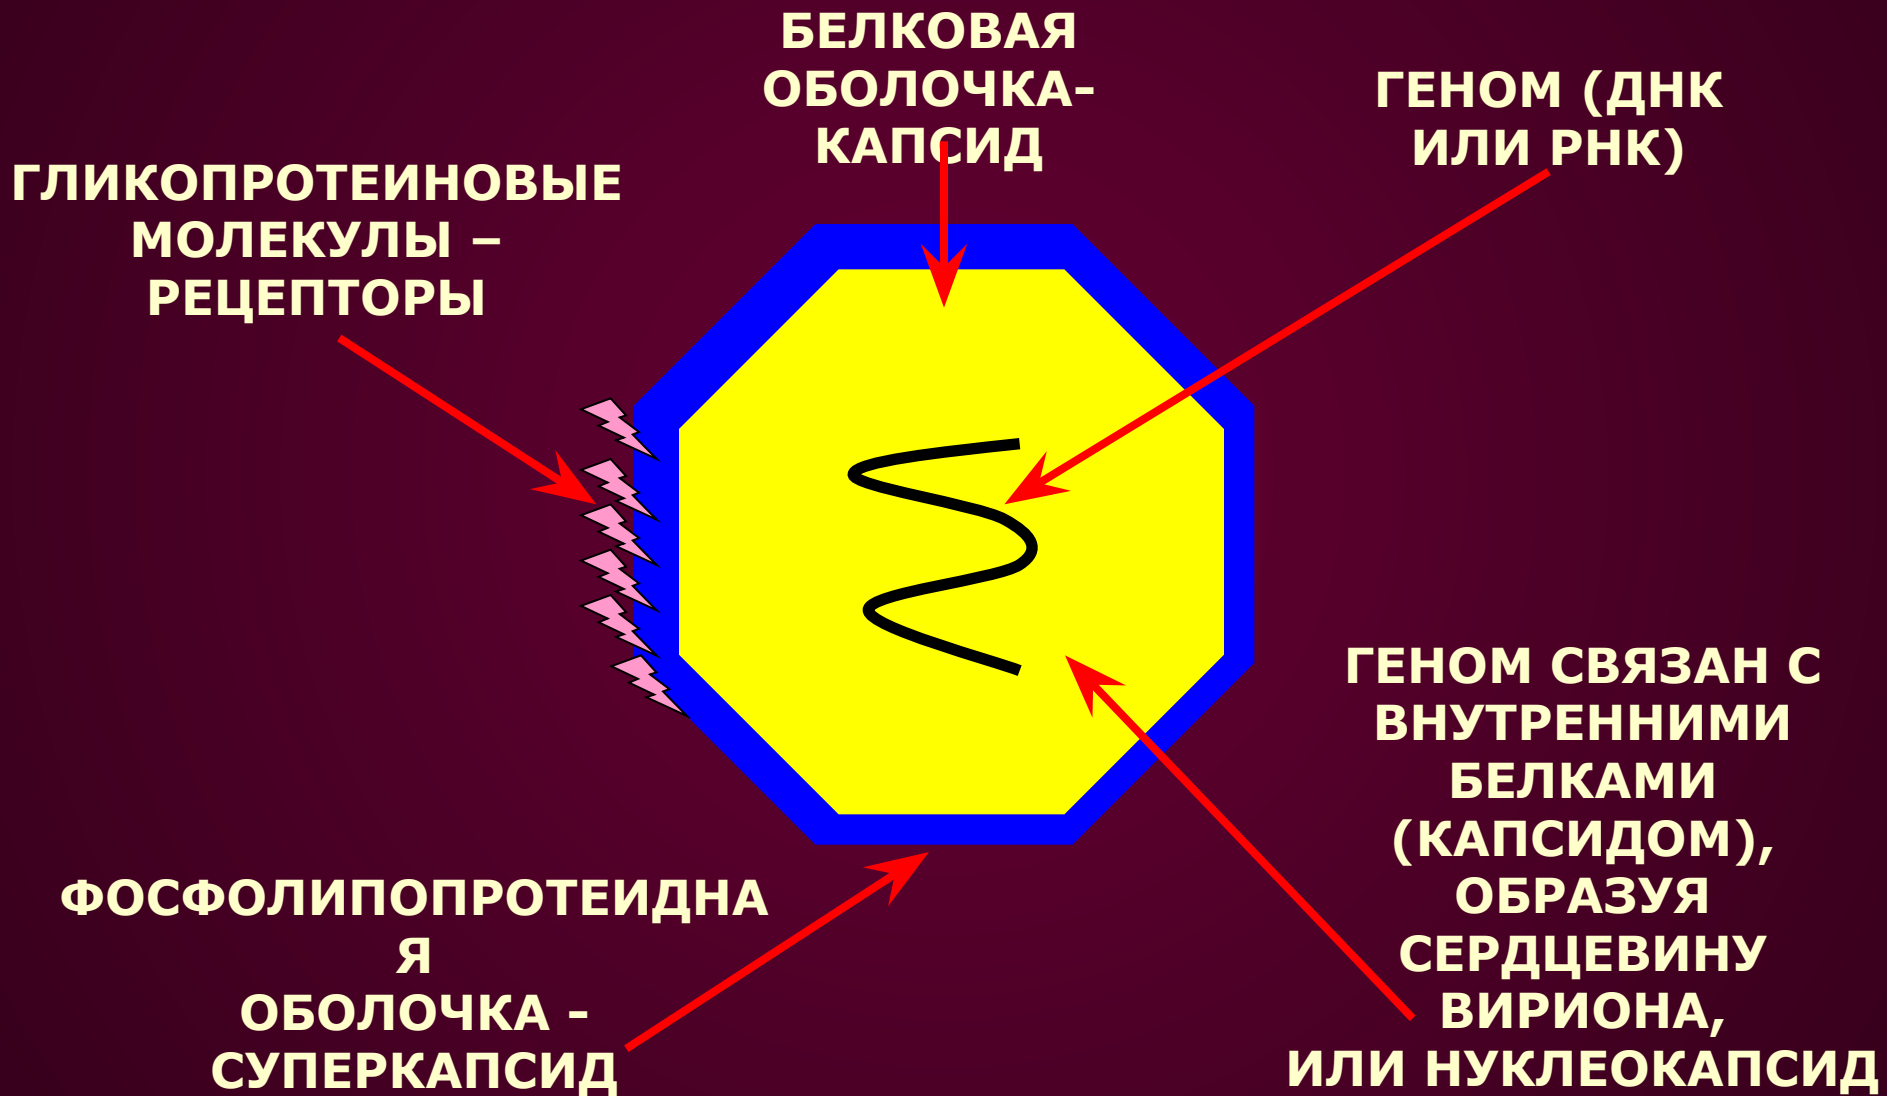 БЕЛКОВАЯ
ОБОЛОЧКА-
КАПСИД
ГЕНОМ (ДНК
ИЛИ РНК)
ГЛИКОПРОТЕИНОВЫЕ
МОЛЕКУЛЫ –
РЕЦЕПТОРЫ
ГЕНОМ СВЯЗАН С
ВНУТРЕННИМИ
БЕЛКАМИ
(КАПСИДОМ),
ОБРАЗУЯ
СЕРДЦЕВИНУ
ВИРИОНА,
ИЛИ НУКЛЕОКАПСИД
ФОСФОЛИПОПРОТЕИДНА
Я
ОБОЛОЧКА -
СУПЕРКАПСИД